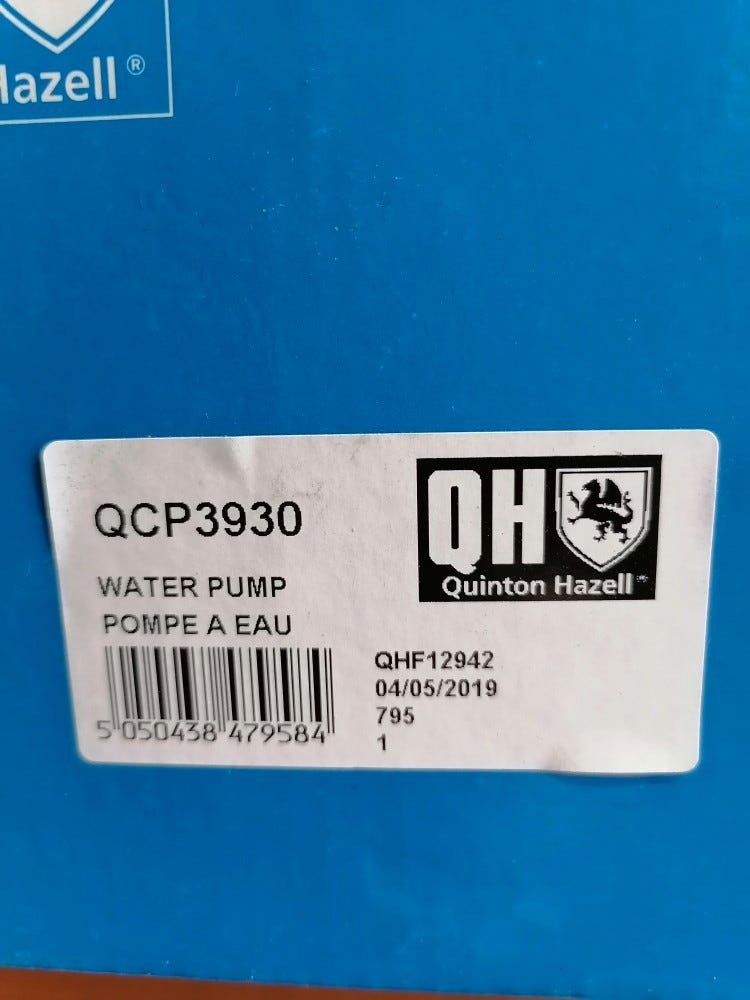 Hazell®
QCP3930
WATER PUMP
POMPE A EAU
5 050438 479584
QH
Quinton Hazell
QHF12942
04/05/2019
795
1